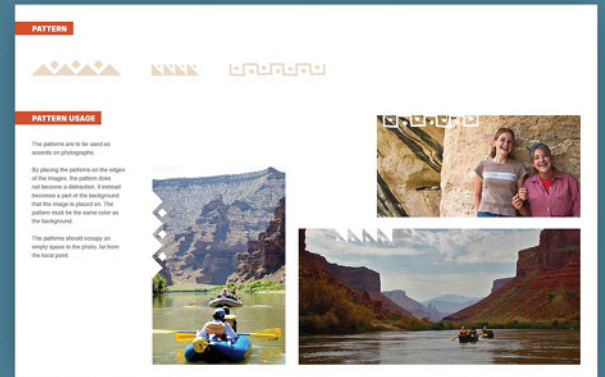 PATTERN
PATTERN USAGE
The patterns are to be used as
accents on photographs.
By placing the patterns on the edges
of the images, the pattern does
not become a distraction. It instead
becomes a part of the background
that the image is placed on. The
pattern must be the same color as
the background.
The patterns should occupy an
empty space in the photo, far from
the focal point.